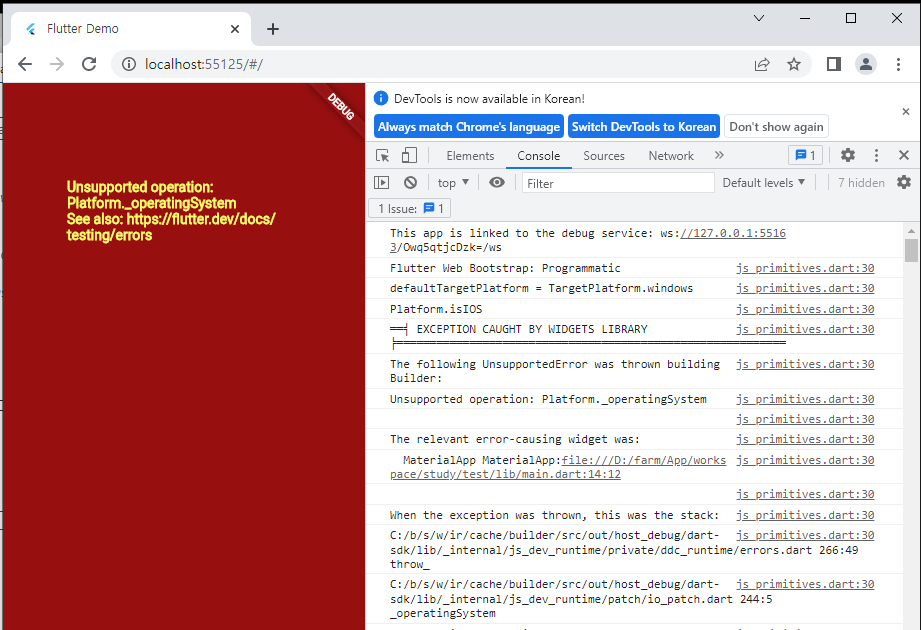 Flutter Demo
localhost:55125/#/
DEBUG
Unsupported operation:
Platform._operatingSystem
See also: https://flutter.dev/docs/
testing/errors
DevTools is now available in Korean!
Always match Chrome's language
Switch DevTools to Korean
Don't show again
Elements
Console
Sources
Network
1
top
Filter
Default levels
7 hidden
1 Issue: 1
This app is linked to the debug service: ws://127.0.0.1:5516
3/Owq5qtjcDzk=/ws
Flutter Web Bootstrap: Programmatic js_primitives.dart:30
defaultTargetPlatform = TargetPlatform.windows js_primitives.dart:30
Platform.isIOS js_primitives.dart:30
══╡ EXCEPTION CAUGHT BY WIDGETS LIBRARY js_primitives.dart:30
╞═══════════════════════════════════════════════════════════
The following UnsupportedError was thrown building js_primitives.dart:30
Builder:
Unsupported operation: Platform._operatingSystem js_primitives.dart:30
js_primitives.dart:30
The relevant error-causing widget was: js_primitives.dart:30
MaterialApp MaterialApp:file:///D:/farm/App/works js_primitives.dart:30
pace/study/test/lib/main.dart:14:12
js_primitives.dart:30
When the exception was thrown, this was the stack: js_primitives.dart:30
C:/b/s/w/ir/cache/builder/src/out/host_debug/dart- js_primitives.dart:30
sdk/lib/_internal/js_dev_runtime/private/ddc_runtime/errors.dart 266:49
throw_
C:/b/s/w/ir/cache/builder/src/out/host_debug/dart- js_primitives.dart:30
sdk/lib/_internal/js_dev_runtime/patch/io_patch.dart 244:5
_operatingSystem